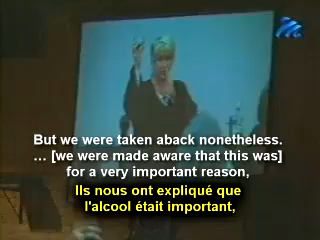 But we were taken aback nonetheless.
… [we were made aware that this was]
for a very important reason,
Ils nous ont expliqué que
l'alcool était important,